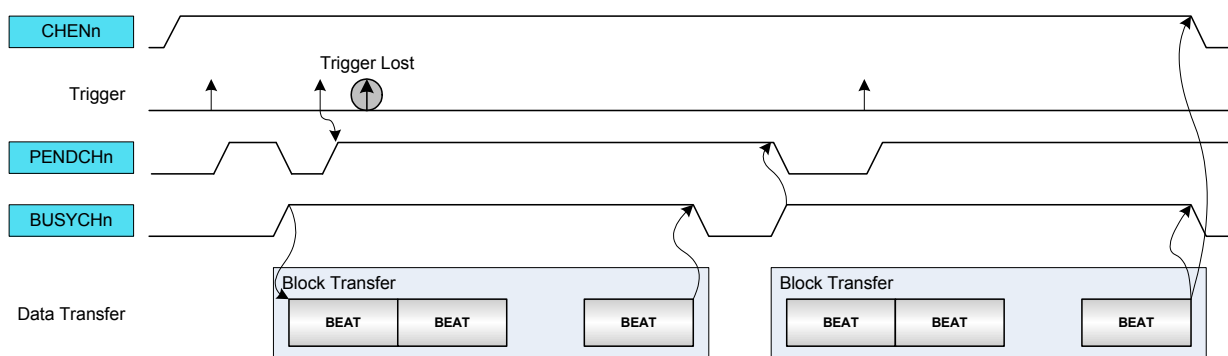 CHENn
Trigger Lost
Trigger
PENDCHn
BUSYCHn
Block Transfer
Block Transfer
Data Transfer
BEAT
BEAT
BEAT
BEAT
BEAT
BEAT